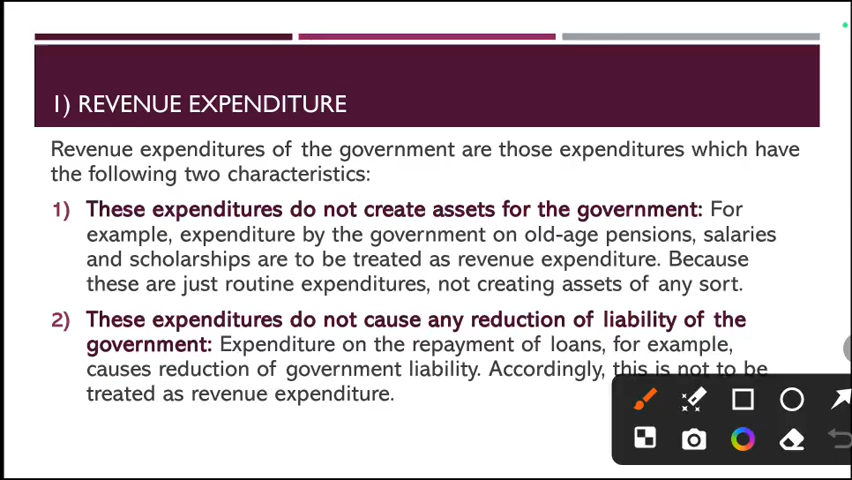 1) REVENUE EXPENDITURE
Revenue expenditures of the government are those expenditures which have
the following two characteristics:
1) These expenditures do not create assets for the government: For
example, expenditure by the government on old-age pensions, salaries
and scholarships are to be treated as revenue expenditure. Because
these are just routine expenditures, not creating assets of any sort.
2) These expenditures do not cause any reduction of liability of the
government: Expenditure on the repayment of loans, for example,
causes reduction of government liability. Accordingly, this is not to be
treated as revenue expenditure.